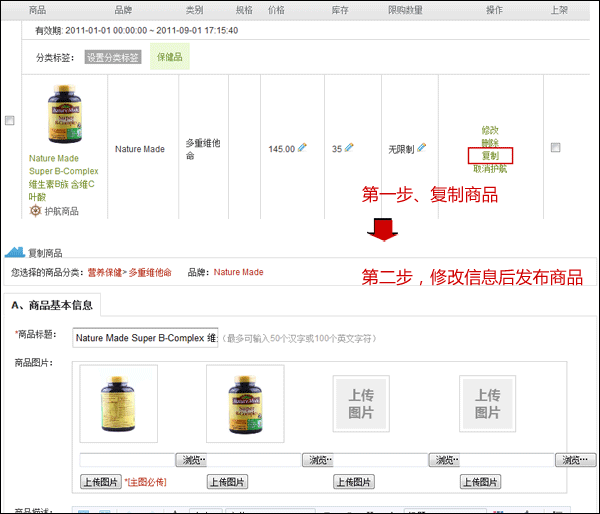 商品 品牌 类别 规格 价格 库存 限购数量 操作 上架
有效期: 2011-01-01 00:00:00 ~ 2011-09-01 17:15:40
分类标签： 设置分类标签 保健品
Nature Made
Super B-Complex
维生素B族 含维C
叶酸
护航商品
Nature Made
多重维他
命
145.00
35
无限制
修改
删除
复制
取消护航
第一步、复制商品
复制商品
您选择的商品分类：营养保健> 多重维他命 品牌：Nature Made
第二步，修改信息后发布商品
A、商品基本信息
*商品标题： Nature Made Super B-Complex 维 （最多可输入50个汉字或100个英文字符）
商品图片：
Nature Made
Super
B-Complex
上传
图片
上传
图片
浏览·· 浏览·· 浏览·· 浏览···
上传图片 *[主图必传] 上传图片 上传图片 上传图片